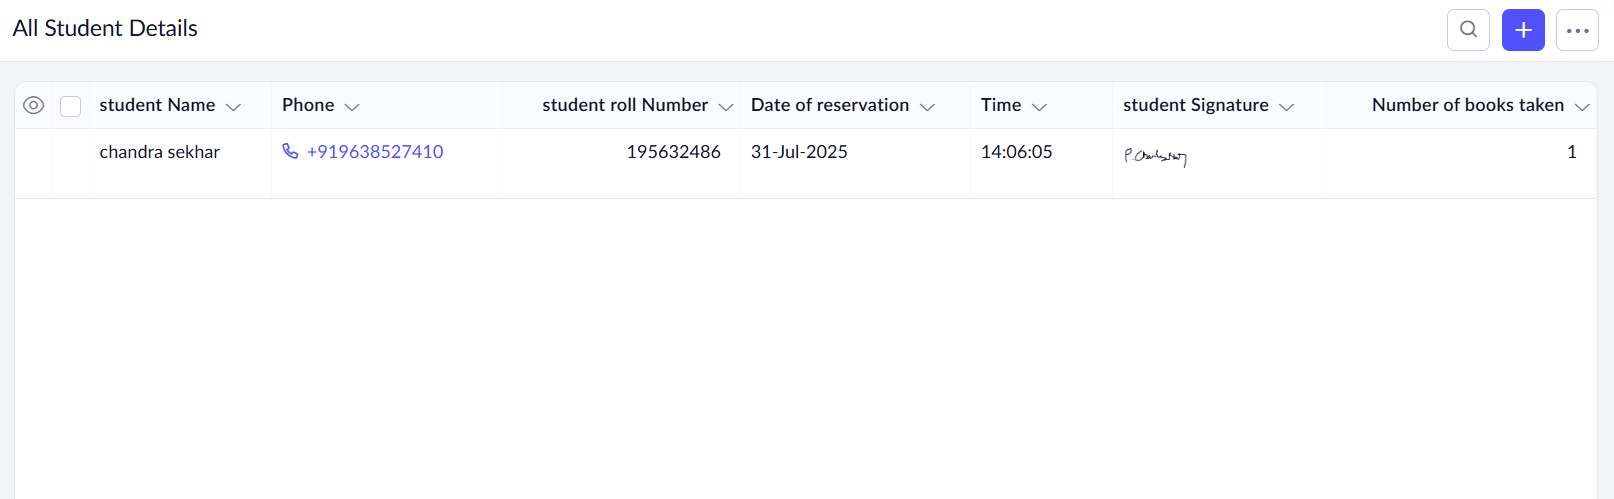 All Student Details
student Name Phone student roll Number Date of reservation Time student Signature Number of books taken
chandra sekhar +919638527410 195632486 31-Jul-2025 14:06:05 1